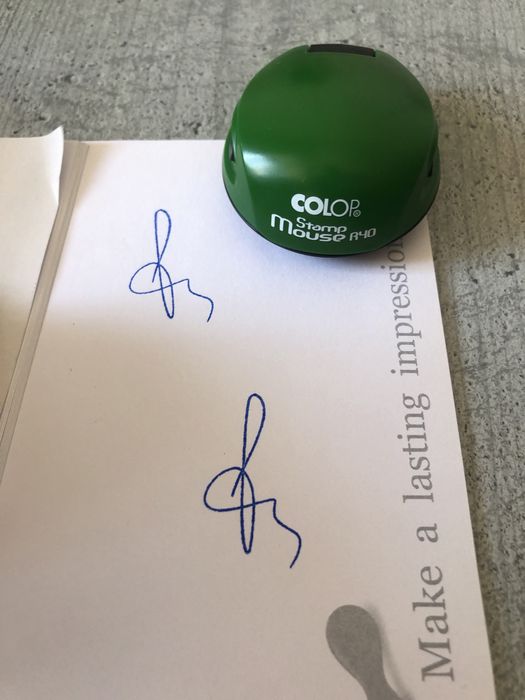 COLOP®
Stamp
Mouse R40
Make a lasting impression